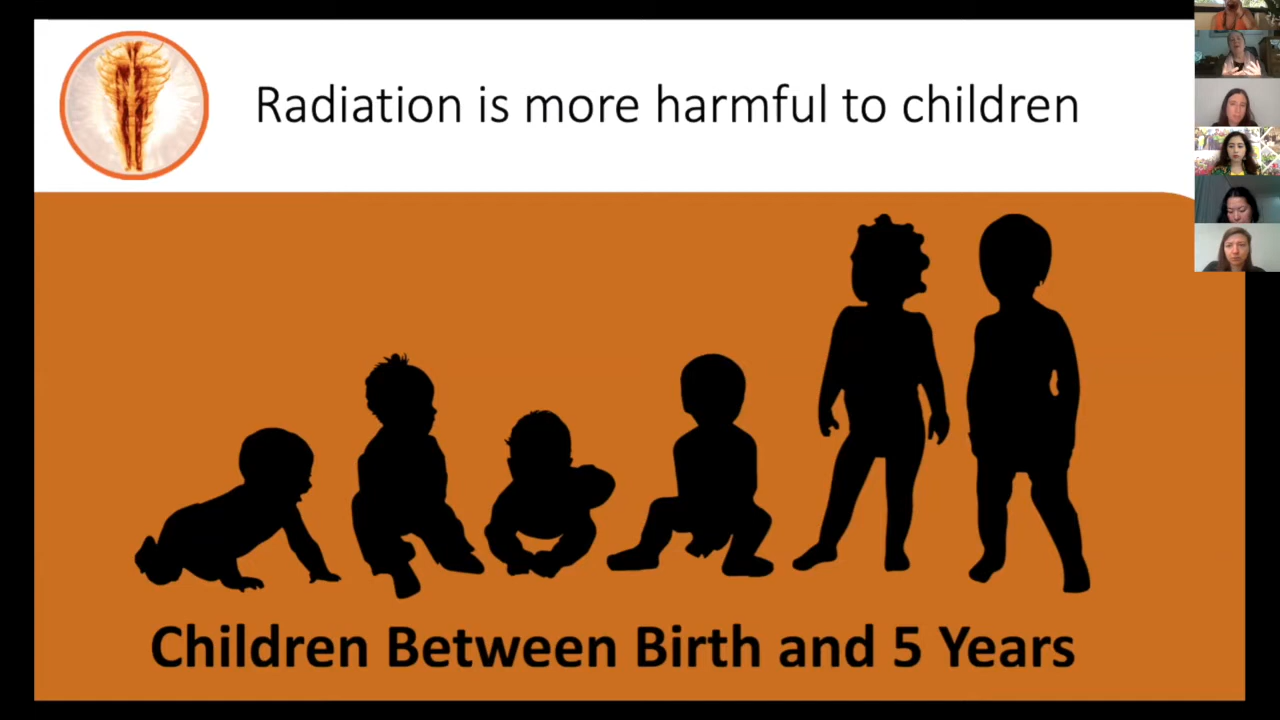 Radiation is more harmful to children
Children Between Birth and 5 Years